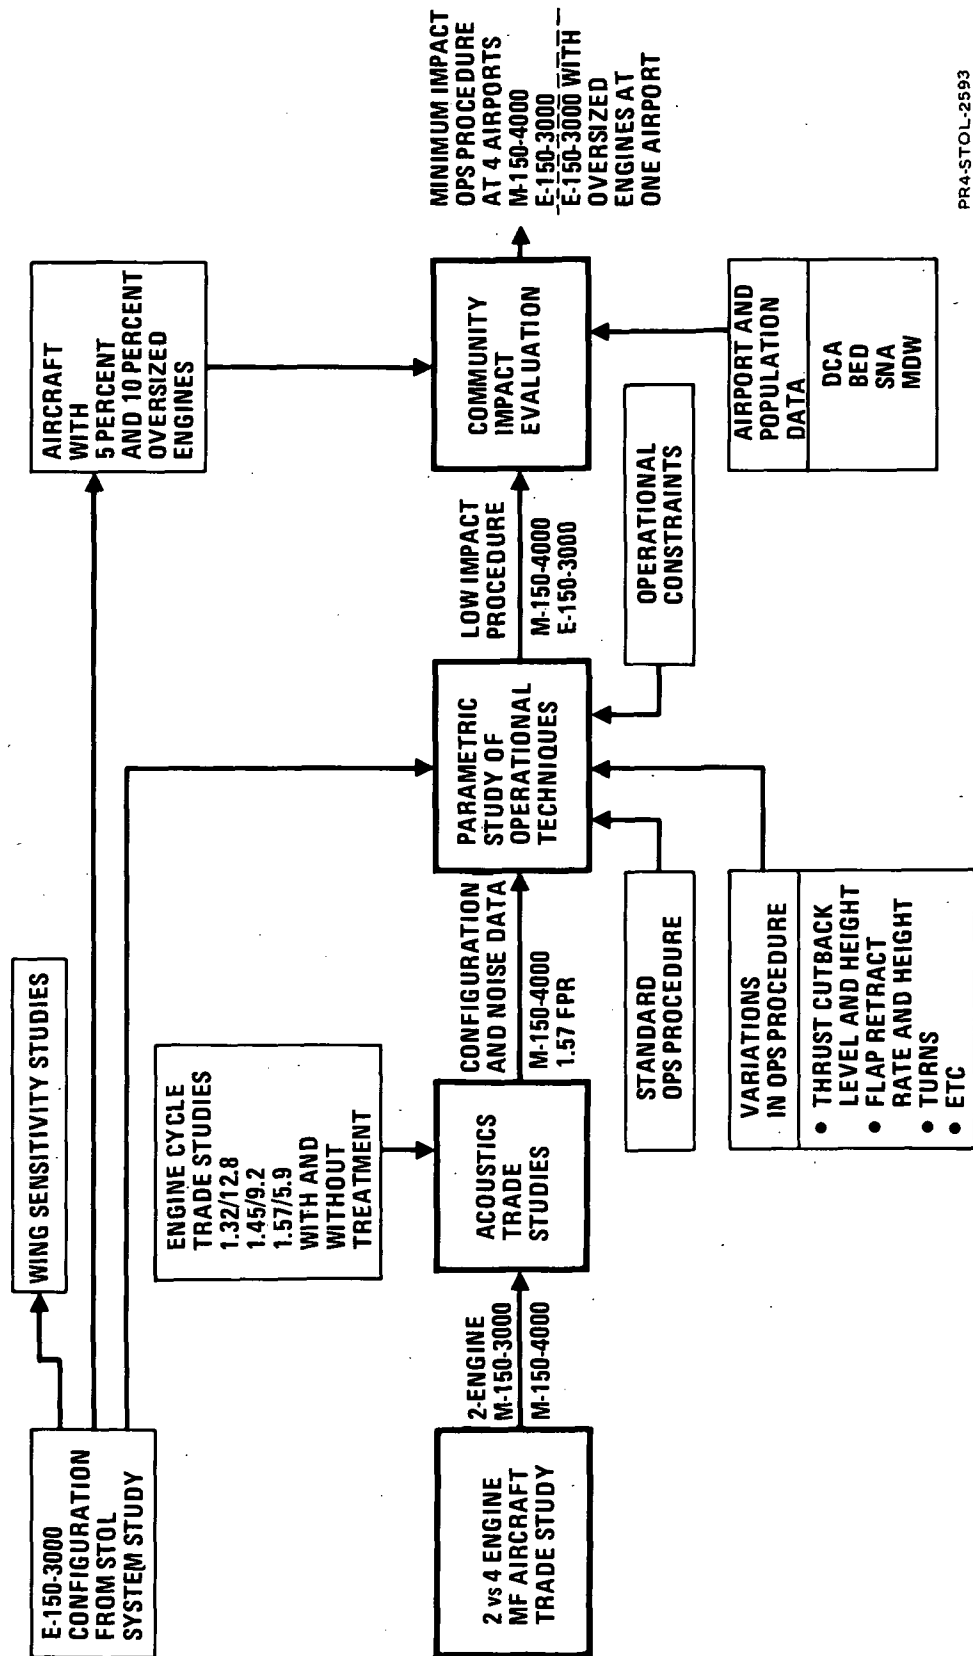 E-150-3000
CONFIGURATION
FROM STOL
SYSTEM STUDY
WING SENSITIVITY STUDIES
AIRCRAFT
WITH
5 PERCENT
AND 10 PERCENT
OVERSIZED
ENGINES
ENGINE CYCLE
TRADE STUDIES
1.32/12.8
1.45/9.2
1.57/5.9
WITH AND
WITHOUT
TREATMENT
2 vs 4 ENGINE
MF AIRCRAFT
TRADE STUDY
2-ENGINE
M-150-3000
M-150-4000
ACOUSTICS
TRADE
STUDIES
CONFIGURATION
AND NOISE DATA
M-150-4000
1.57 FPR
PARAMETRIC
STUDY OF
OPERATIONAL
TECHNIQUES
LOW IMPACT
PROCEDURE
M-150-4000
E-150-3000
COMMUNITY
IMPACT
EVALUATION
MINIMUM IMPACT
OPS PROCEDURE
AT 4 AIRPORTS
M-150-4000
E-150-3000
E-150-3000 WITH
OVERSIZED
ENGINES AT
ONE AIRPORT
STANDARD
OPS PROCEDURE
OPERATIONAL
CONSTRAINTS
VARIATIONS
IN OPS PROCEDURE
• THRUST CUTBACK
LEVEL AND HEIGHT
• FLAP RETRACT
RATE AND HEIGHT
• TURNS
• ETC
AIRPORT AND
POPULATION
DATA
DCA
BED
SNA
MDW
PR4-STOL-2593